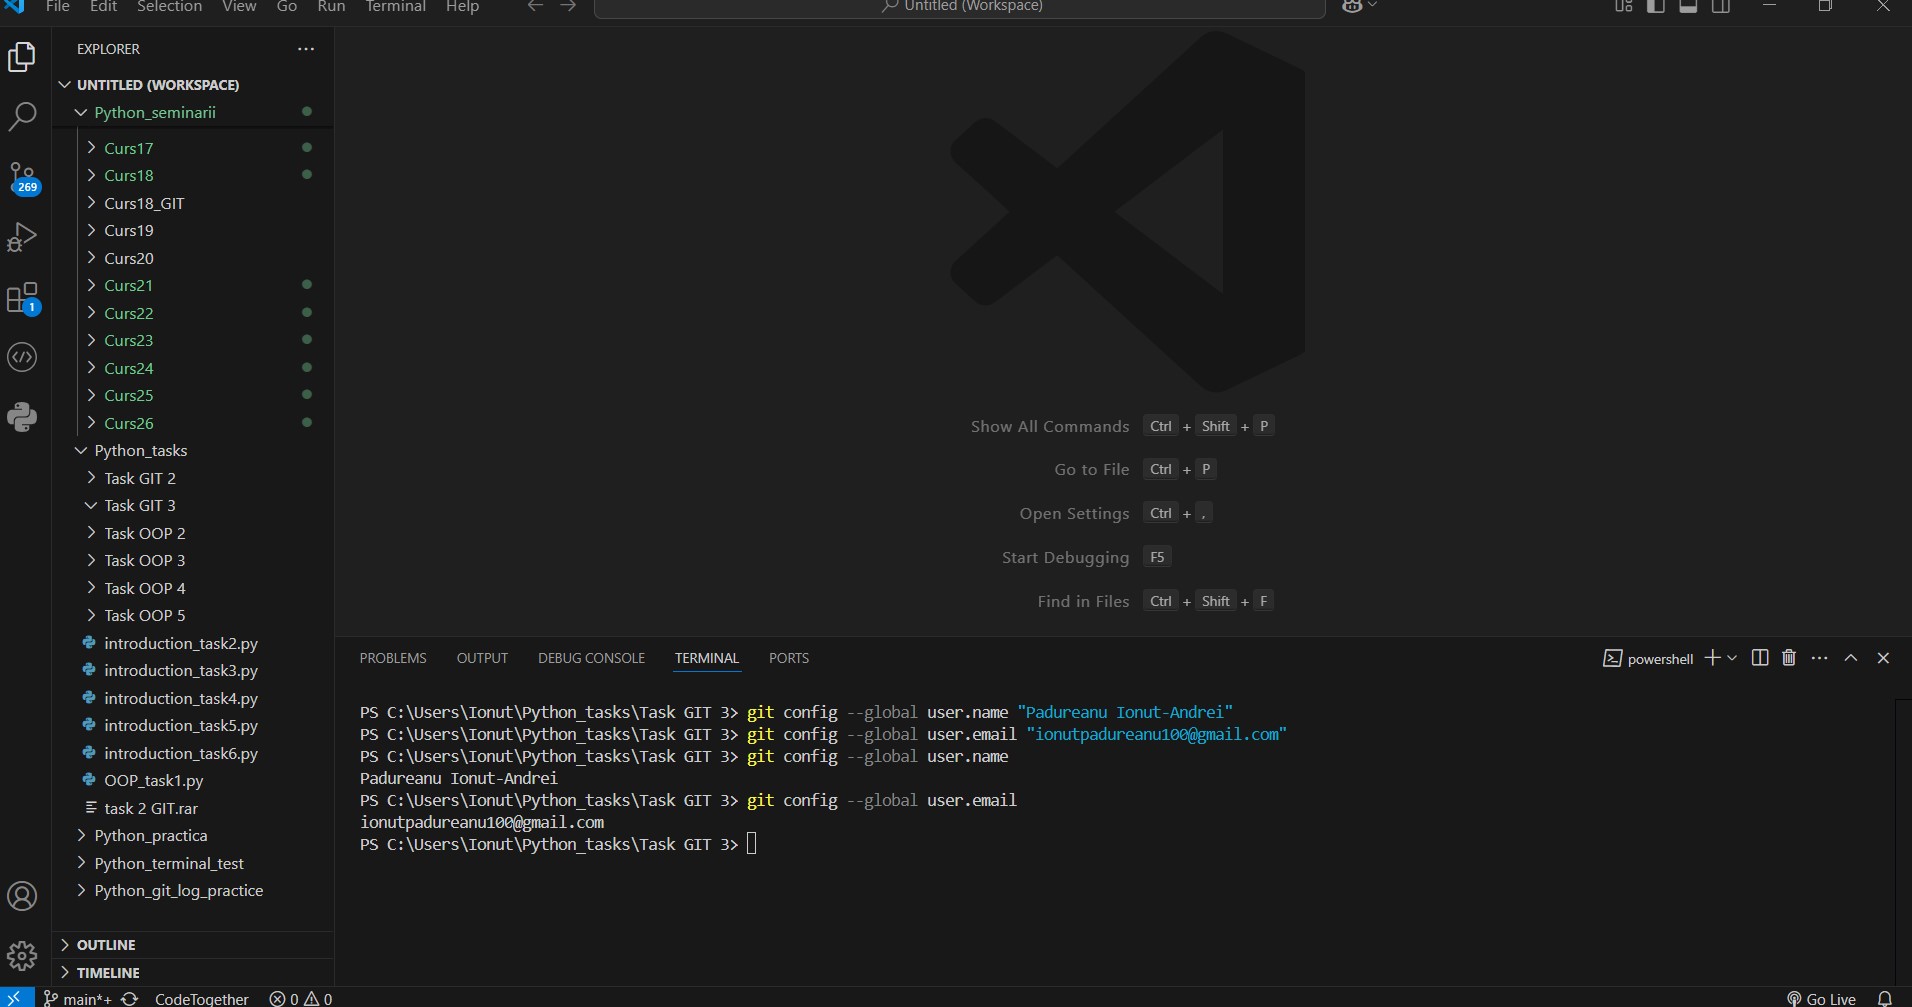 File Edit Selection View Go Run Terminal Help
Untitled (Workspace)
EXPLORER
UNTITLED (WORKSPACE)
Python_seminarii
Curs17
Curs18
Curs18_GIT
Curs19
Curs20
Curs21
Curs22
Curs23
Curs24
Curs25
Curs26
Python_tasks
Task GIT 2
Task GIT 3
Task OOP 2
Task OOP 3
Task OOP 4
Task OOP 5
introduction_task2.py
introduction_task3.py
introduction_task4.py
introduction_task5.py
introduction_task6.py
OOP_task1.py
task 2 GIT.rar
Python_practica
Python_terminal_test
Python_git_log_practice
OUTLINE
TIMELINE
269
1
Show All Commands Ctrl + Shift + P
Go to File Ctrl + P
Open Settings Ctrl + ,
Start Debugging F5
Find in Files Ctrl + Shift + F
PROBLEMS OUTPUT DEBUG CONSOLE TERMINAL PORTS
powershell
PS C:\Users\Ionut\Python_tasks\Task GIT 3> git config --global user.name "Padureanu Ionut-Andrei"
PS C:\Users\Ionut\Python_tasks\Task GIT 3> git config --global user.email "ionutpadureanu100@gmail.com"
PS C:\Users\Ionut\Python_tasks\Task GIT 3> git config --global user.name
Padureanu Ionut-Andrei
PS C:\Users\Ionut\Python_tasks\Task GIT 3> git config --global user.email
ionutpadureanu100@gmail.com
PS C:\Users\Ionut\Python_tasks\Task GIT 3>
main*+ CodeTogether 0 0 Go Live